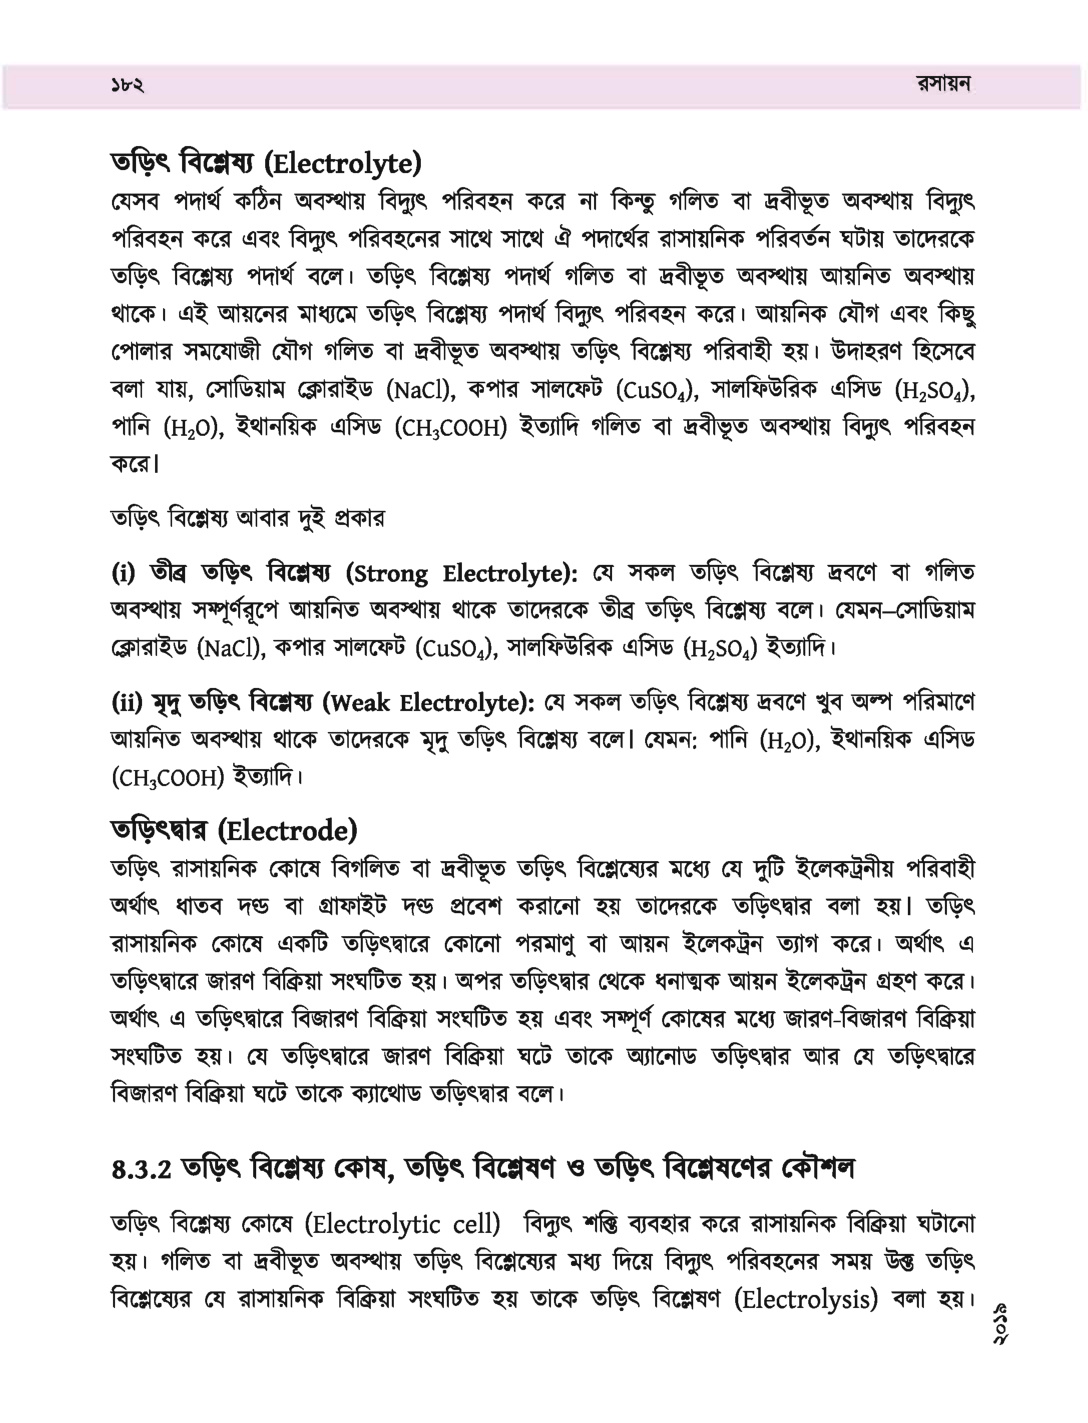 ১৮২ রসায়ন
তড়িৎ বিশ্লেষ্য (Electrolyte)
যেসব পদার্থ কঠিন অবস্থায় বিদ্যুৎ পরিবহন করে না কিন্তু গলিত বা দ্রবীভূত অবস্থায় বিদ্যুৎ
পরিবহন করে এবং বিদ্যুৎ পরিবহনের সাথে সাথে ঐ পদার্থের রাসায়নিক পরিবর্তন ঘটায় তাদেরকে
তড়িৎ বিশ্লেষ্য পদার্থ বলে। তড়িৎ বিশ্লেষ্য পদার্থ গলিত বা দ্রবীভূত অবস্থায় আয়নিত অবস্থায়
থাকে। এই আয়নের মাধ্যমে তড়িৎ বিশ্লেষ্য পদার্থ বিদ্যুৎ পরিবহন করে। আয়নিক যৌগ এবং কিছু
পোলার সমযোজী যৌগ গলিত বা দ্রবীভূত অবস্থায় তড়িৎ বিশ্লেষ্য পরিবাহী হয়। উদাহরণ হিসেবে
বলা যায়, সোডিয়াম ক্লোরাইড (NaCl), কপার সালফেট (CuSO₄), সালফিউরিক এসিড (H₂SO₄),
পানি (H₂O), ইথানয়িক এসিড (CH₃COOH) ইত্যাদি গলিত বা দ্রবীভূত অবস্থায় বিদ্যুৎ পরিবহন
করে।
তড়িৎ বিশ্লেষ্য আবার দুই প্রকার
(i) তীব্র তড়িৎ বিশ্লেষ্য (Strong Electrolyte): যে সকল তড়িৎ বিশ্লেষ্য দ্রবণে বা গলিত
অবস্থায় সম্পূর্ণরূপে আয়নিত অবস্থায় থাকে তাদেরকে তীব্র তড়িৎ বিশ্লেষ্য বলে। যেমন–সোডিয়াম
ক্লোরাইড (NaCl), কপার সালফেট (CuSO₄), সালফিউরিক এসিড (H₂SO₄) ইত্যাদি।
(ii) মৃদু তড়িৎ বিশ্লেষ্য (Weak Electrolyte): যে সকল তড়িৎ বিশ্লেষ্য দ্রবণে খুব অল্প পরিমাণে
আয়নিত অবস্থায় থাকে তাদেরকে মৃদু তড়িৎ বিশ্লেষ্য বলে। যেমন: পানি (H₂O), ইথানয়িক এসিড
(CH₃COOH) ইত্যাদি।
তড়িৎদ্বার (Electrode)
তড়িৎ রাসায়নিক কোষে বিগলিত বা দ্রবীভূত তড়িৎ বিশ্লেষ্যের মধ্যে যে দুটি ইলেকট্রনীয় পরিবাহী
অর্থাৎ ধাতব দণ্ড বা গ্রাফাইট দণ্ড প্রবেশ করানো হয় তাদেরকে তড়িৎদ্বার বলা হয়। তড়িৎ
রাসায়নিক কোষে একটি তড়িৎদ্বারে কোনো পরমাণু বা আয়ন ইলেকট্রন ত্যাগ করে। অর্থাৎ এ
তড়িৎদ্বারে জারণ বিক্রিয়া সংঘটিত হয়। অপর তড়িৎদ্বার থেকে ধনাত্মক আয়ন ইলেকট্রন গ্রহণ করে।
অর্থাৎ এ তড়িৎদ্বারে বিজারণ বিক্রিয়া সংঘটিত হয় এবং সম্পূর্ণ কোষের মধ্যে জারণ-বিজারণ বিক্রিয়া
সংঘটিত হয়। যে তড়িৎদ্বারে জারণ বিক্রিয়া ঘটে তাকে অ্যানোড তড়িৎদ্বার আর যে তড়িৎদ্বারে
বিজারণ বিক্রিয়া ঘটে তাকে ক্যাথোড তড়িৎদ্বার বলে।
8.3.2 তড়িৎ বিশ্লেষ্য কোষ, তড়িৎ বিশ্লেষণ ও তড়িৎ বিশ্লেষণের কৌশল
তড়িৎ বিশ্লেষ্য কোষে (Electrolytic cell) বিদ্যুৎ শক্তি ব্যবহার করে রাসায়নিক বিক্রিয়া ঘটানো
হয়। গলিত বা দ্রবীভূত অবস্থায় তড়িৎ বিশ্লেষ্যের মধ্য দিয়ে বিদ্যুৎ পরিবহনের সময় উক্ত তড়িৎ
বিশ্লেষ্যের যে রাসায়নিক বিক্রিয়া সংঘটিত হয় তাকে তড়িৎ বিশ্লেষণ (Electrolysis) বলা হয়।
২০১৯